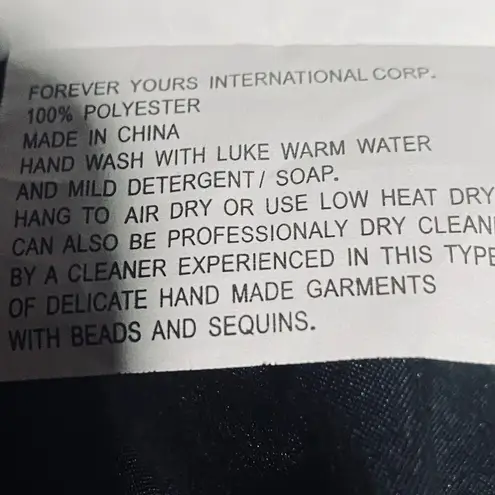 FOREVER YOURS INTERNATIONAL CORP.
100% POLYESTER
MADE IN CHINA
HAND WASH WITH LUKE WARM WATER
AND MILD DETERGENT/ SOAP.
HANG TO AIR DRY OR USE LOW HEAT DRY
CAN ALSO BE PROFESSIONALY DRY CLEAN
BY A CLEANER EXPERIENCED IN THIS TYPE
OF DELICATE HAND MADE GARMENTS
WITH BEADS AND SEQUINS.